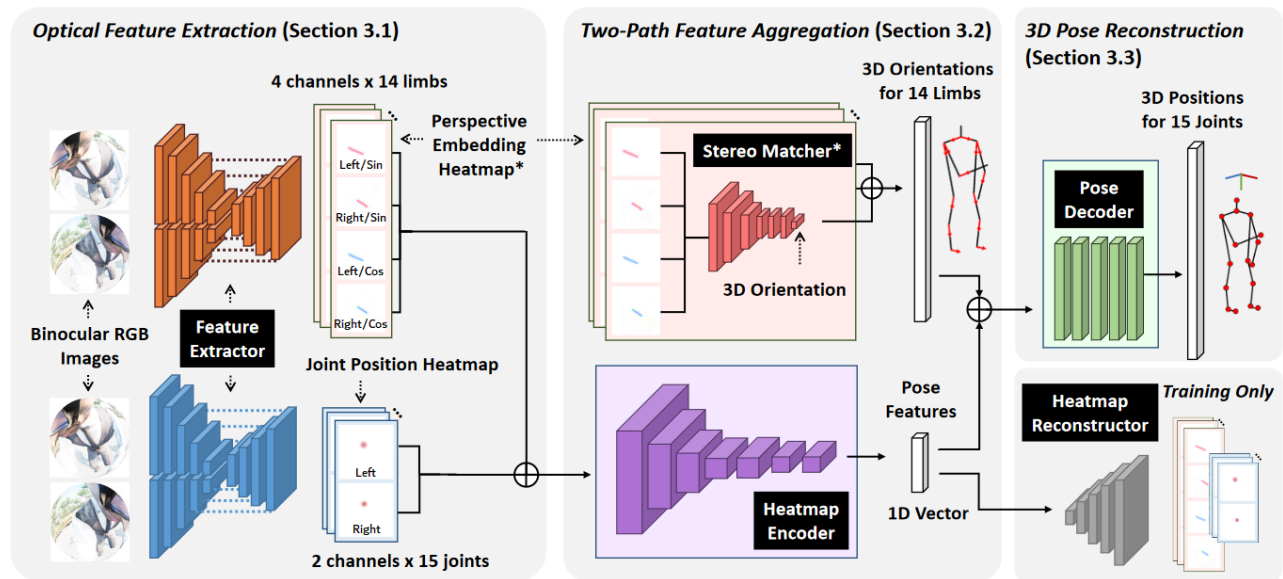 Optical Feature Extraction (Section 3.1)
4 channels x 14 limbs
Left/Sin
Right/Sin
Left/Cos
Right/Cos
Perspective
Embedding
Heatmap*
Binocular RGB
Images
Feature
Extractor
Joint Position Heatmap
Left
Right
2 channels x 15 joints
Two-Path Feature Aggregation (Section 3.2)
Stereo Matcher*
3D Orientation
3D Orientations
for 14 Limbs
Heatmap
Encoder
Pose
Features
1D Vector
3D Pose Reconstruction
(Section 3.3)
3D Positions
for 15 Joints
Pose
Decoder
Heatmap
Reconstructor
Training Only